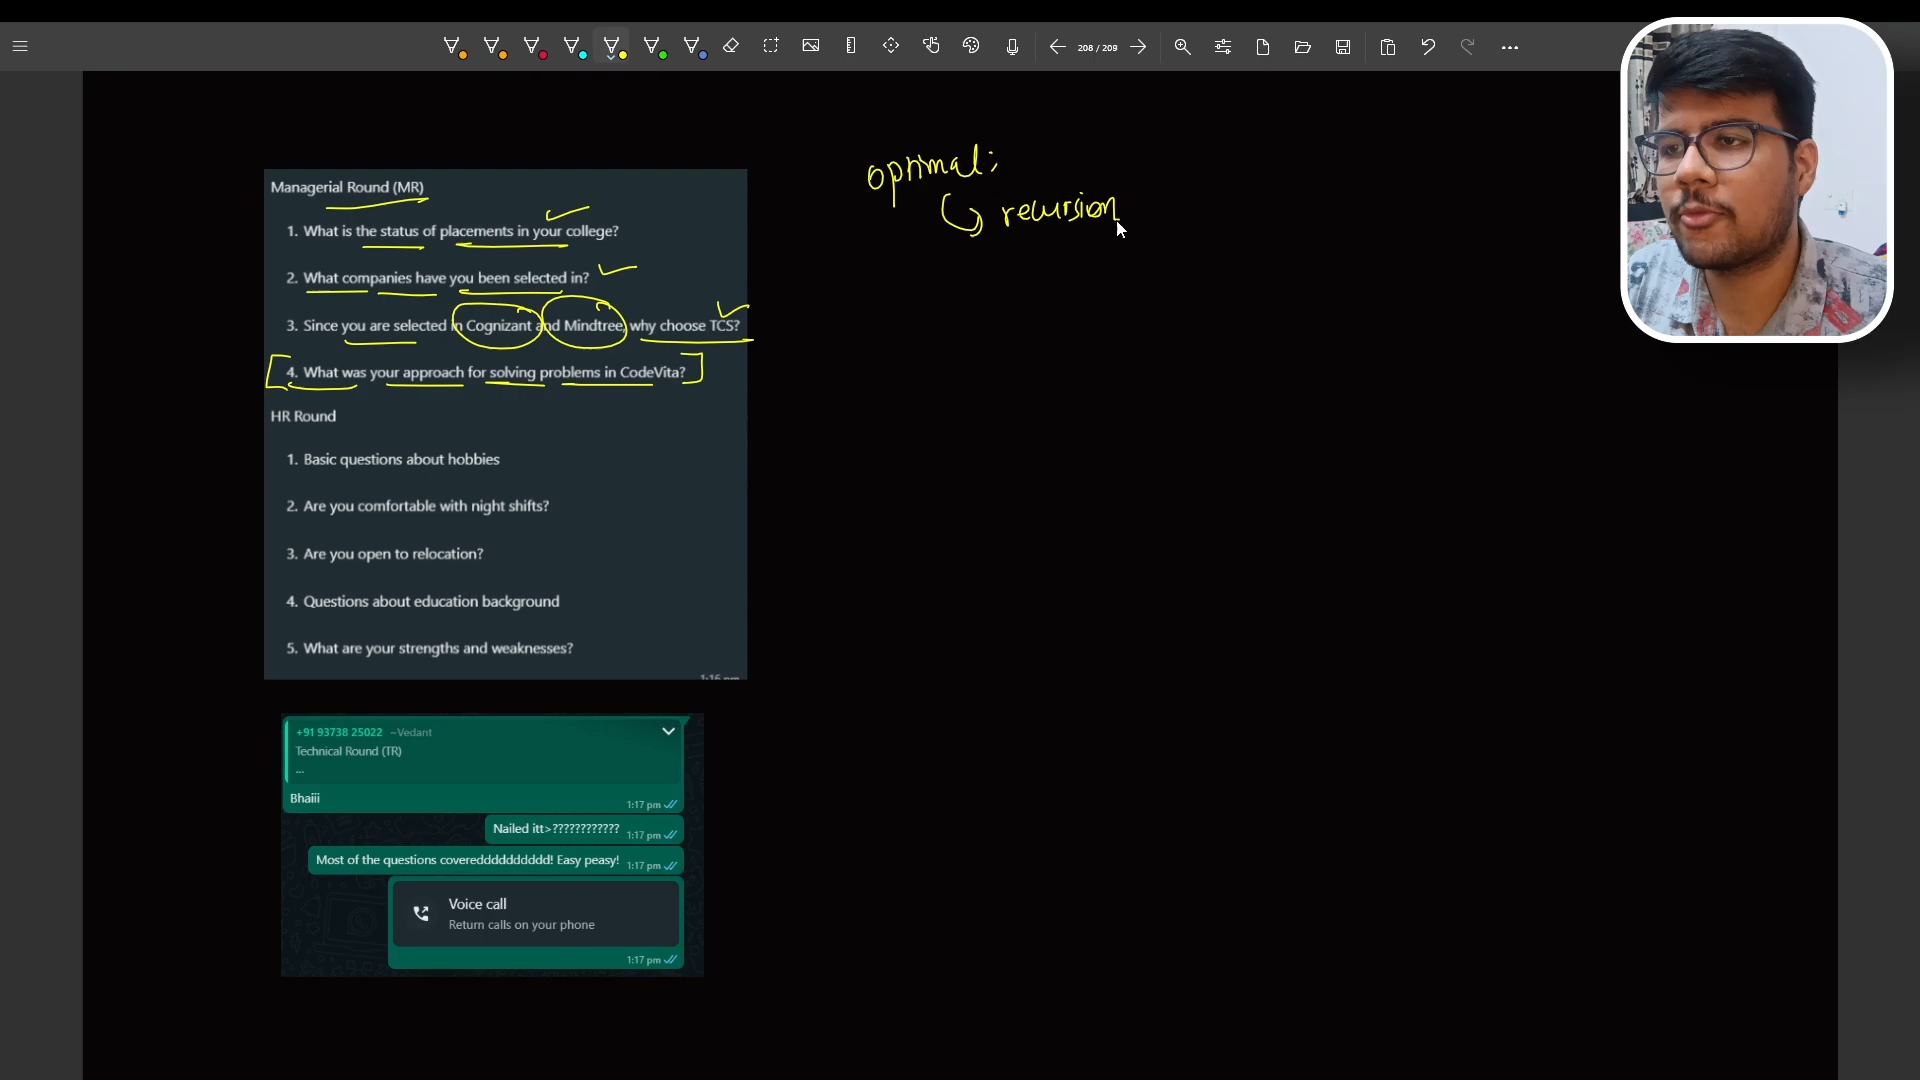 208 / 209
optimal:
recursion
Managerial Round (MR)
1. What is the status of placements in your college?
2. What companies have you been selected in?
3. Since you are selected in Cognizant and Mindtree, why choose TCS?
4. What was your approach for solving problems in CodeVita?
HR Round
1. Basic questions about hobbies
2. Are you comfortable with night shifts?
3. Are you open to relocation?
4. Questions about education background
5. What are your strengths and weaknesses?
1:16 pm
+91 93738 25022 ~Vedant
Technical Round (TR)
...
Bhaiii
1:17 pm
Nailed itt>????????????
1:17 pm
Most of the questions coveredddddddddd! Easy peasy!
1:17 pm
Voice call
Return calls on your phone
1:17 pm